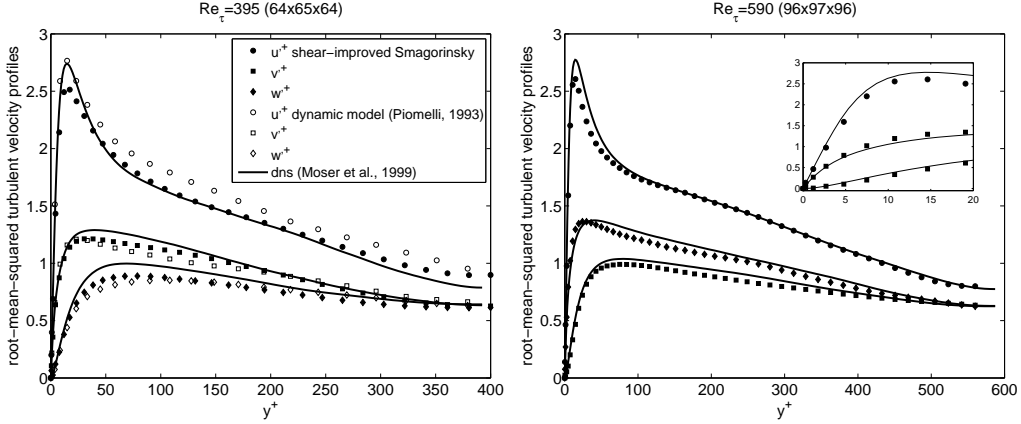 Re_τ=395 (64x65x64)
root−mean−squared turbulent velocity profiles
3
2.5
2
1.5
1
0.5
0
u'+ shear−improved Smagorinsky
v'+
w'+
u'+ dynamic model (Piomelli, 1993)
v'+
w'+
dns (Moser et al., 1999)
0 50 100 150 200 250 300 350 400
y+
Re_τ=590 (96x97x96)
root−mean−squared turbulent velocity profiles
3
2.5
2
1.5
1
0.5
0
3
2.5
2
1.5
1
0.5
0
0 5 10 15 20
0 100 200 300 400 500 600
y+